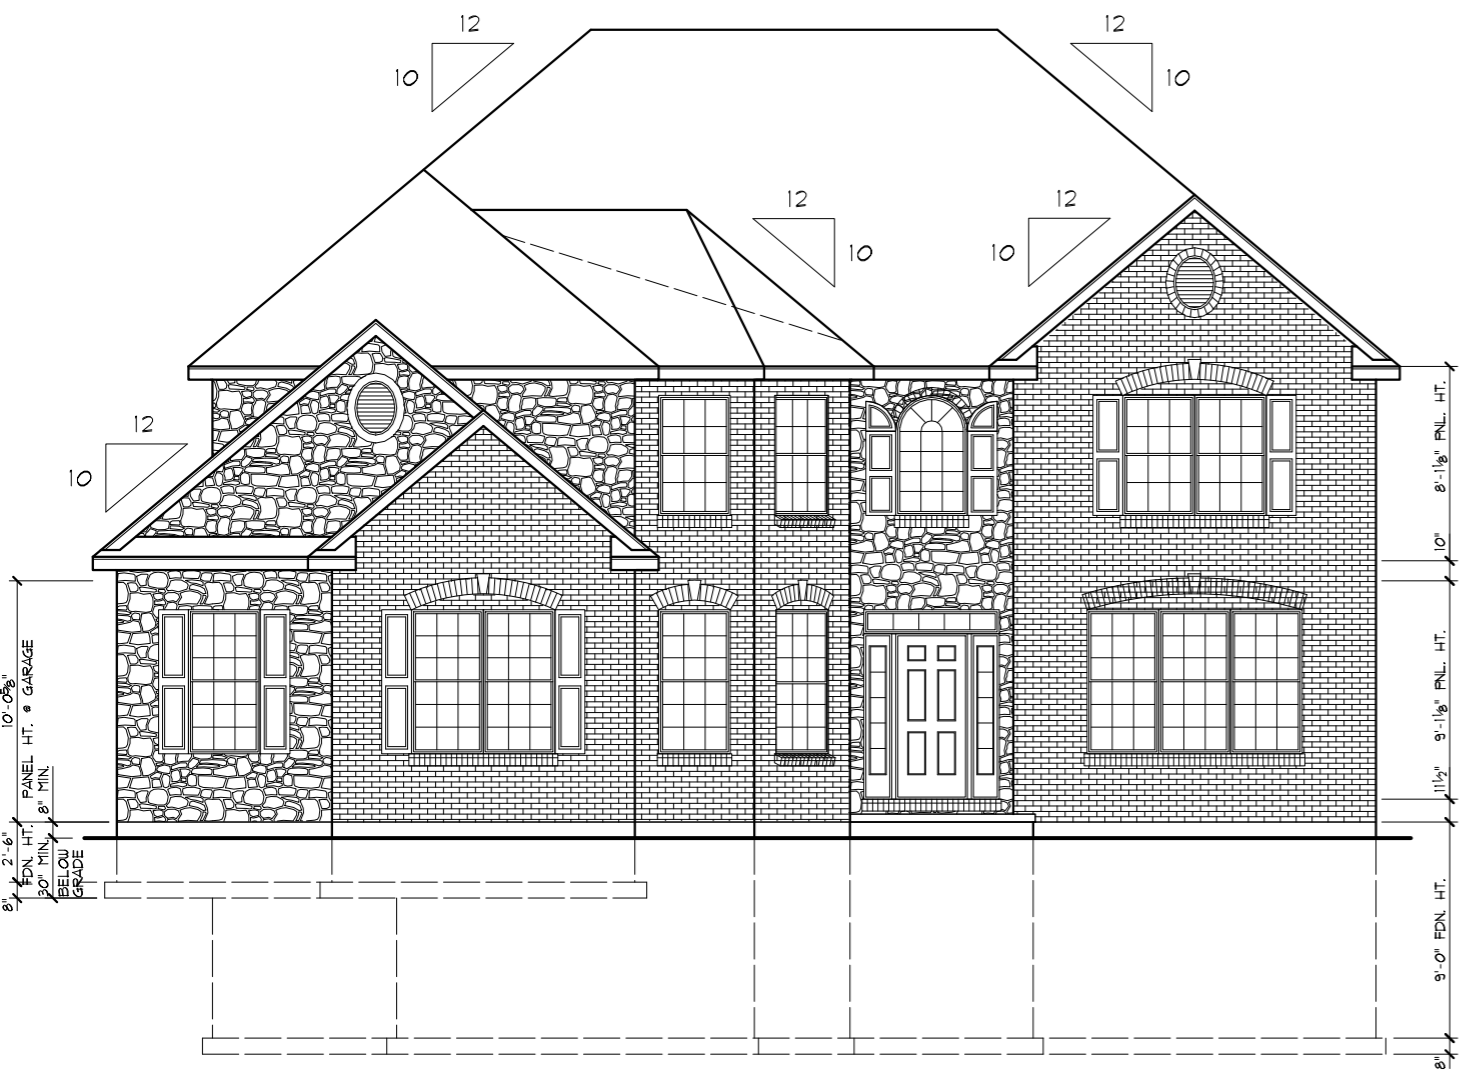 12
10
12
10
12
10
12
10
12
10
8'-1⅛" PNL. HT.
10"
9'-1⅛" PNL. HT.
11½"
9'-0" FDN. HT.
8"
10'-0⅝"
PANEL HT. @ GARAGE
8" MIN.
2'-6"
FDN. HT.
30" MIN.
BELOW
GRADE
8"